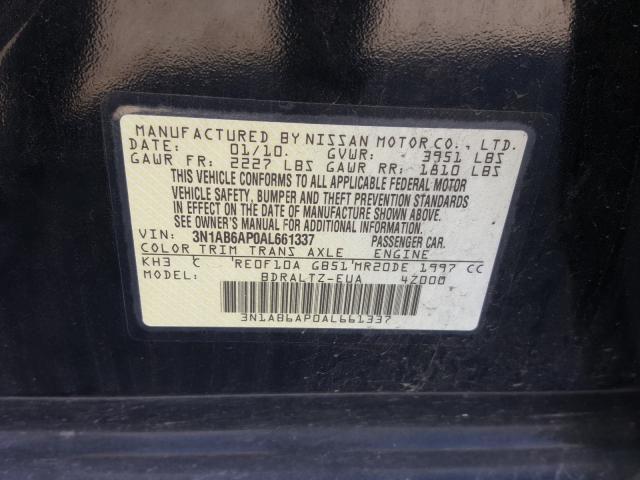 MANUFACTURED BY NISSAN MOTOR CO., LTD.
DATE: 01/10. GVWR: 3951 LBS
GAWR FR: 2227 LBS GAWR RR: 1810 LBS
THIS VEHICLE CONFORMS TO ALL APPLICABLE FEDERAL MOTOR
VEHICLE SAFETY, BUMPER AND THEFT PREVENTION STANDARDS
IN EFFECT ON THE DATE OF MANUFACTURE SHOWN ABOVE.
SEE OWNER'S MANUAL FOR ADDITIONAL INFORMATION.
VIN: 3N1AB6AP0AL661337 PASSENGER CAR.
COLOR TRIM TRANS AXLE ENGINE
KH3 C RE0F10A GB51 MR20DE 1997 CC
BDRALTZ-EUA 4Z000
3N1AB6AP0AL661337